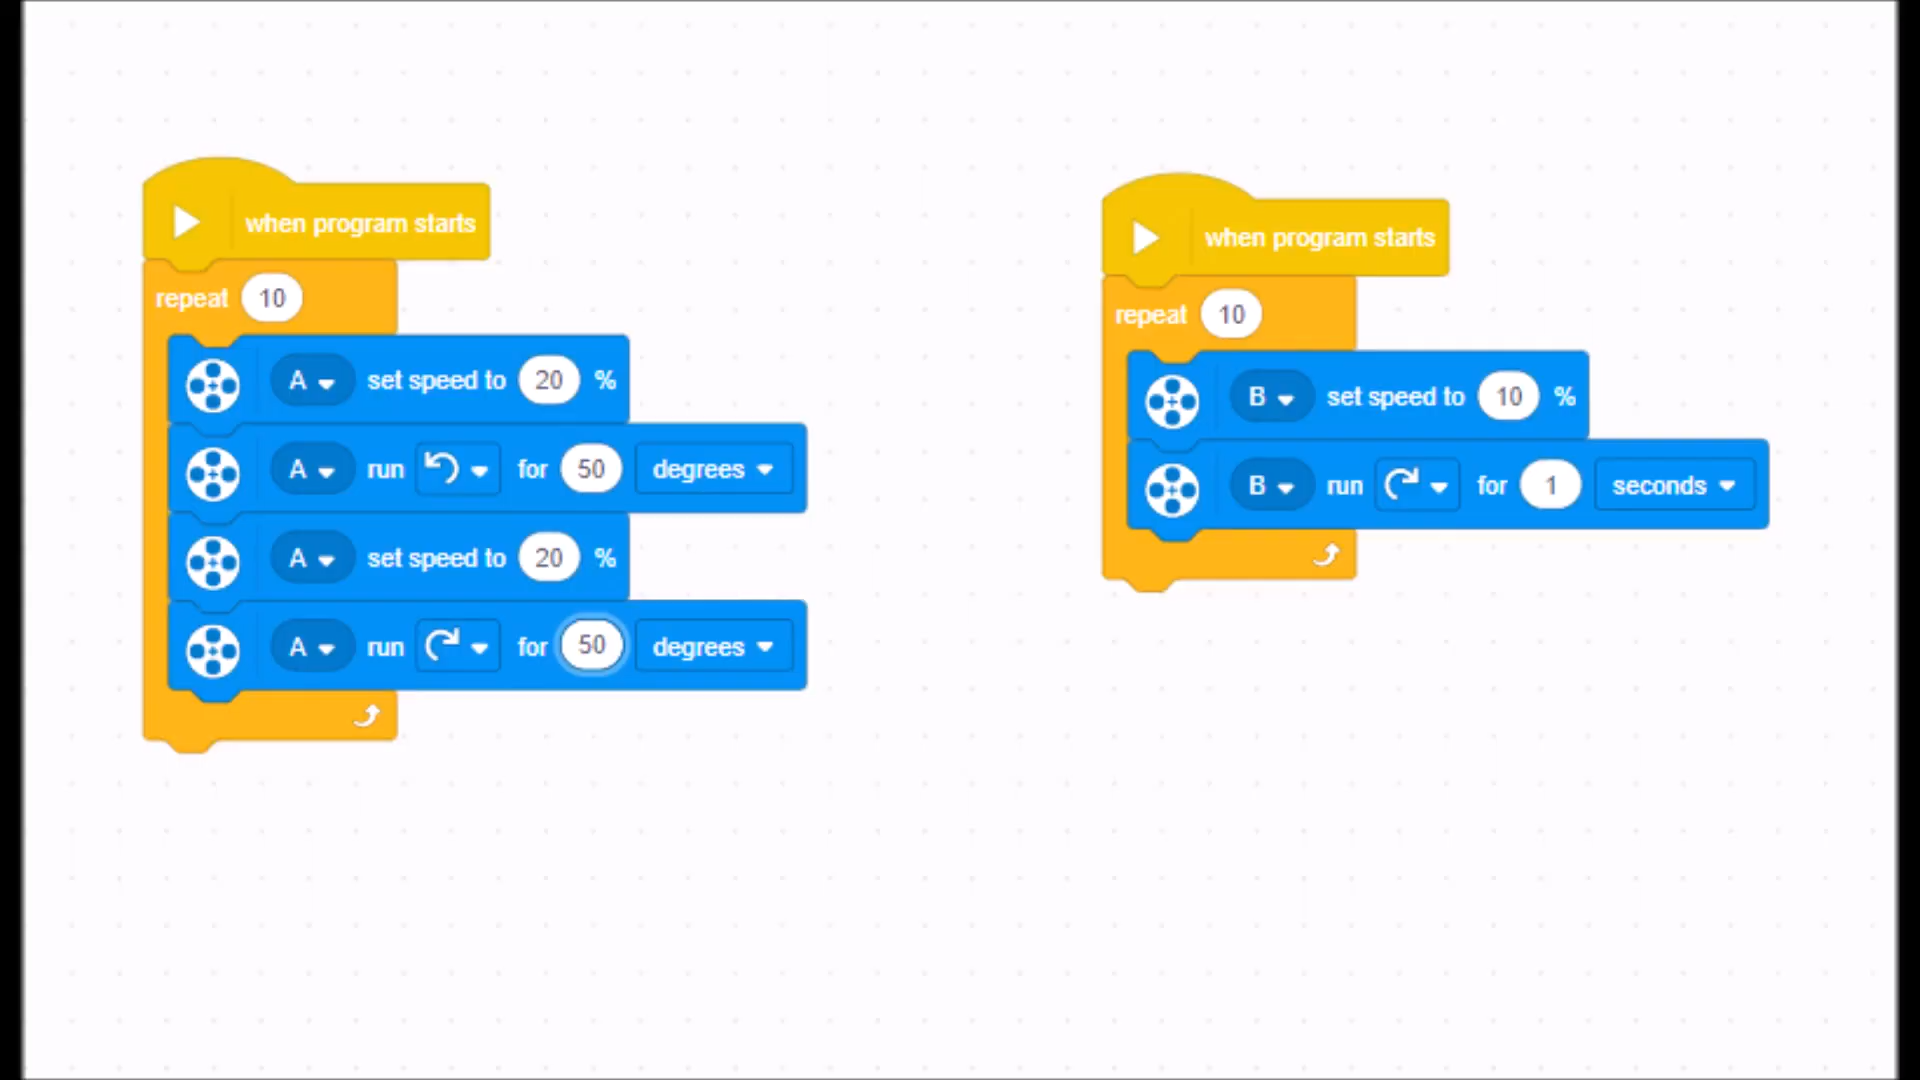 when program starts
repeat 10
A set speed to 20 %
A run for 50 degrees
A set speed to 20 %
A run for 50 degrees
when program starts
repeat 10
B set speed to 10 %
B run for 1 seconds